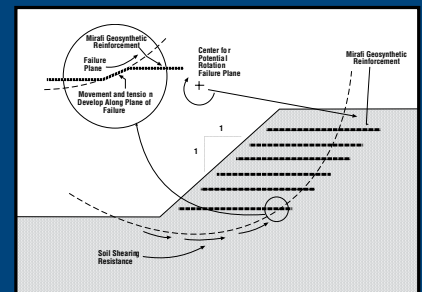 Mirafi Geosynthetic
Reinforcement
Failure
Plane
Movement and tensio n
Develop Along Plane of
Failure
Center for
Potential
Rotation
Failure Plane
Mirafi Geosynthetic
Reinforcement
1
1
Soil Shearing
Resistance